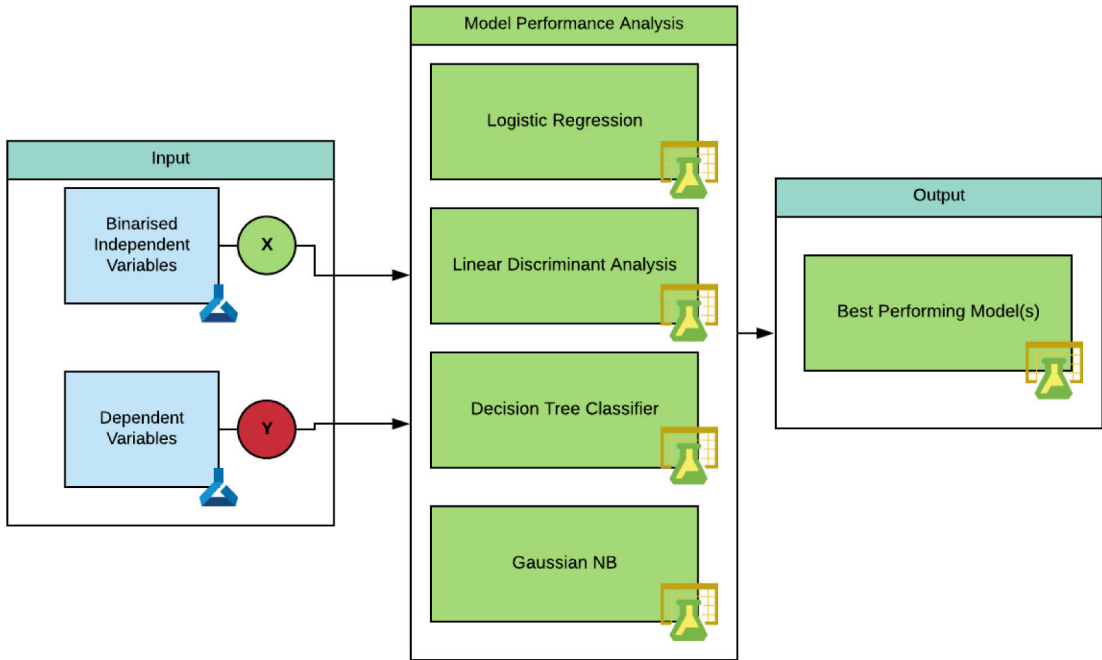 Input
Binarised
Independent
Variables
X
Dependent
Variables
Y
Model Performance Analysis
Logistic Regression
Linear Discriminant Analysis
Decision Tree Classifier
Gaussian NB
Output
Best Performing Model(s)